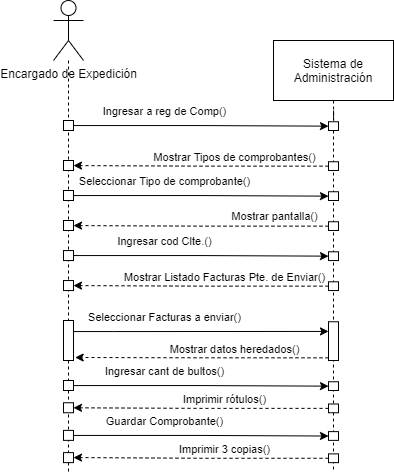 Encargado de Expedición
Sistema de
Administración
Ingresar a reg de Comp()
Mostrar Tipos de comprobantes()
Seleccionar Tipo de comprobante()
Mostrar pantalla()
Ingresar cod Clte.()
Mostrar Listado Facturas Pte. de Enviar()
Seleccionar Facturas a enviar()
Mostrar datos heredados()
Ingresar cant de bultos()
Imprimir rótulos()
Guardar Comprobante()
Imprimir 3 copias()